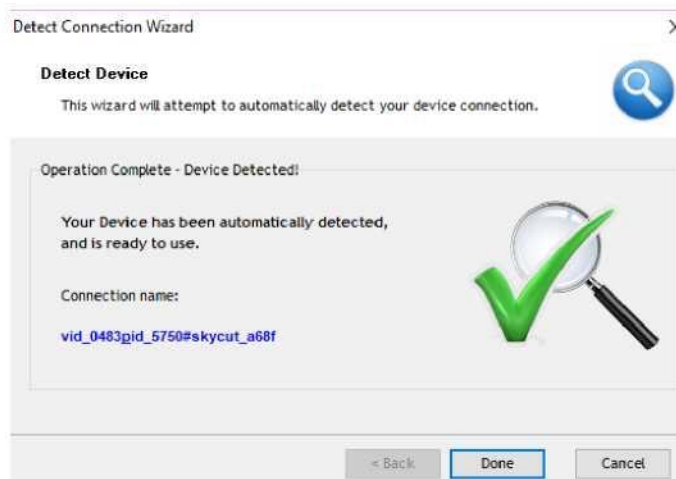 Detect Connection Wizard
Detect Device
This wizard will attempt to automatically detect your device connection.
Operation Complete - Device Detected!
Your Device has been automatically detected,
and is ready to use.
Connection name:
vid_0483pid_5750#skycut_a68f
< Back
Done
Cancel